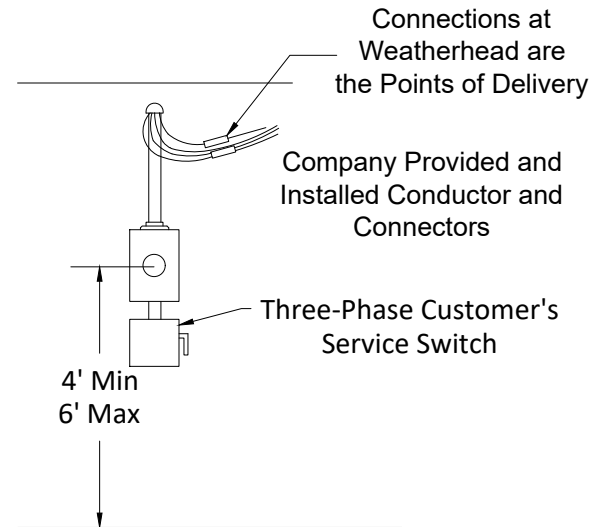 Connections at
Weatherhead are
the Points of Delivery
Company Provided and
Installed Conductor and
Connectors
Three-Phase Customer's
Service Switch
4' Min
6' Max